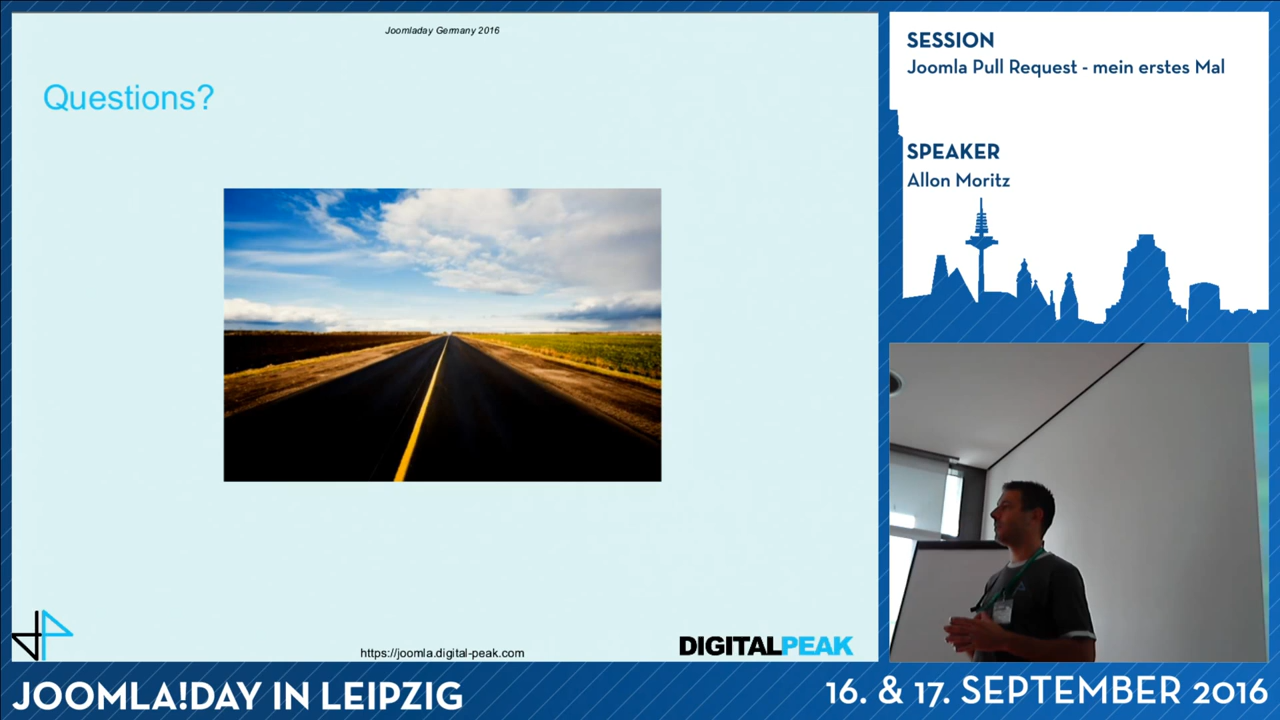 Joomladay Germany 2016
Questions?
https://joomla.digital-peak.com
DIGITALPEAK
SESSION
Joomla Pull Request - mein erstes Mal
SPEAKER
Allon Moritz
JOOMLA!DAY IN LEIPZIG
16. & 17. SEPTEMBER 2016